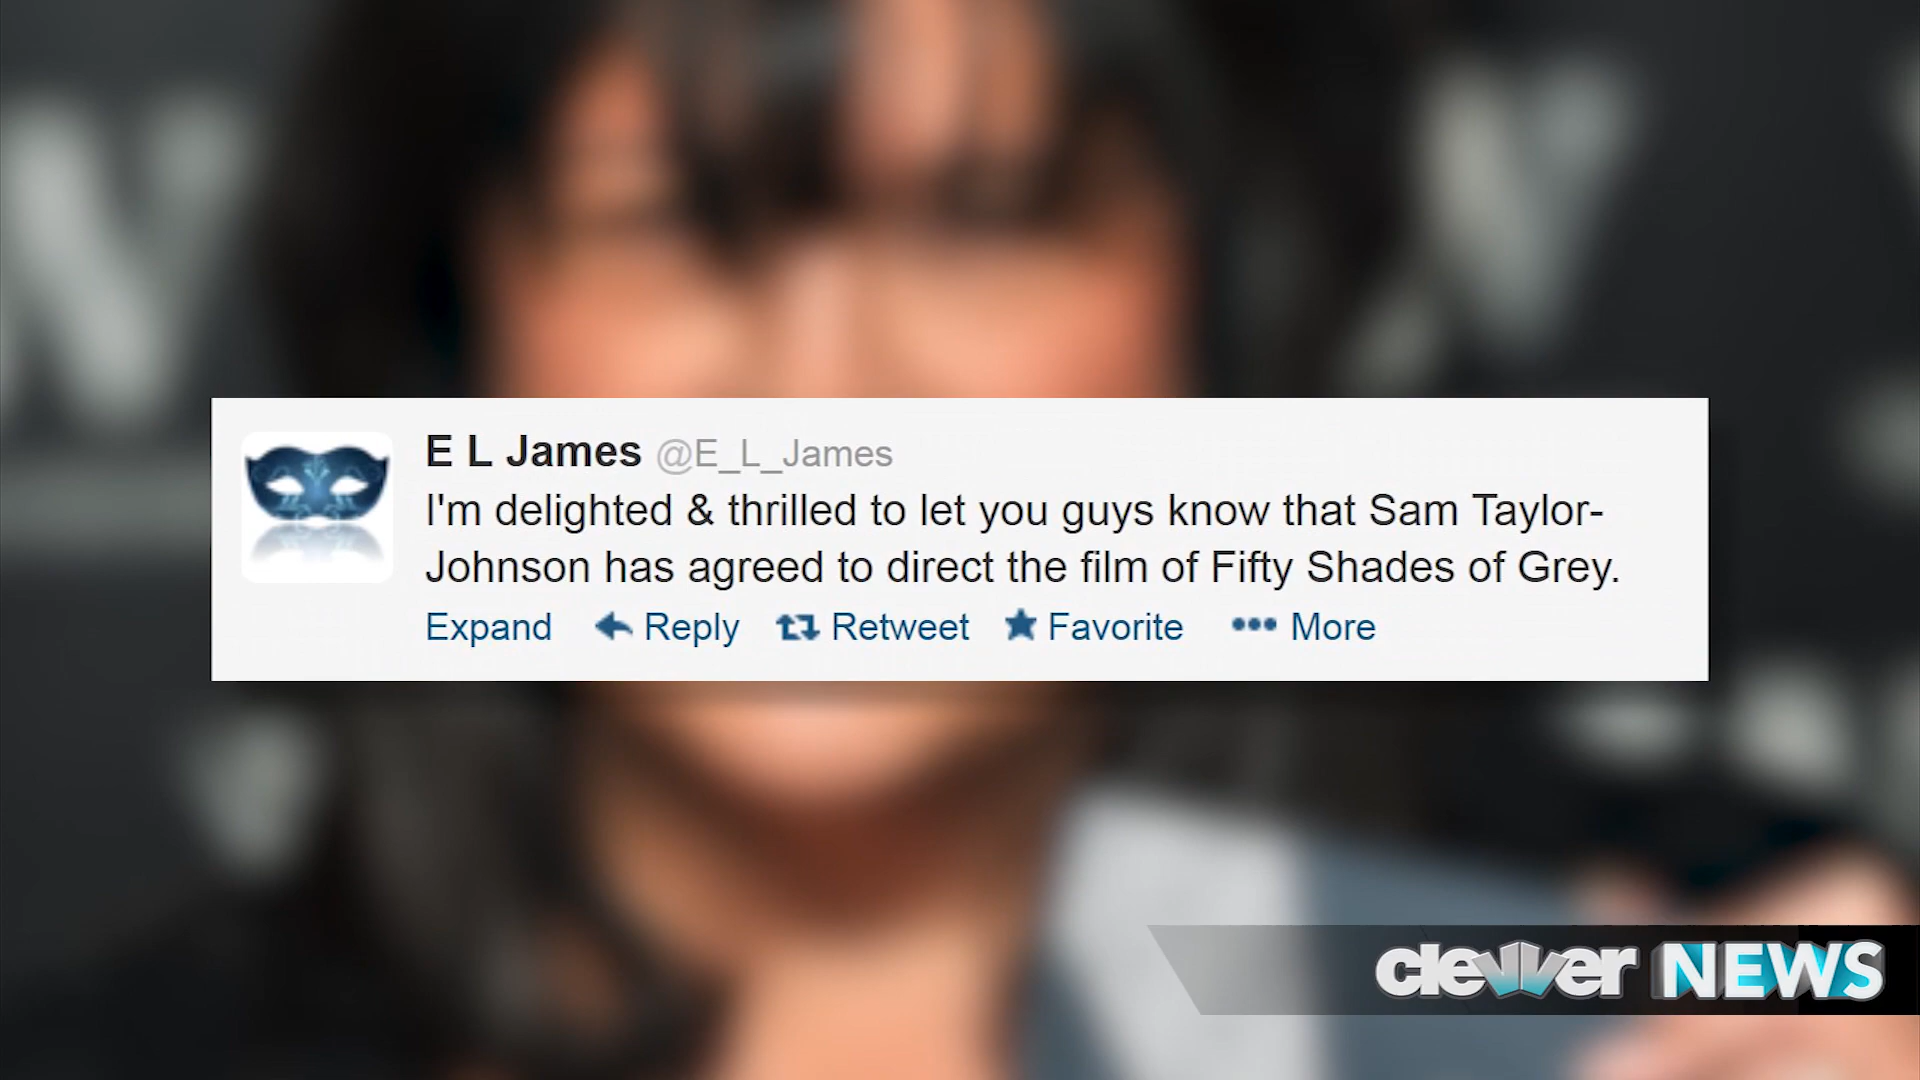 E L James @E_L_James
I'm delighted & thrilled to let you guys know that Sam Taylor-
Johnson has agreed to direct the film of Fifty Shades of Grey.
Expand Reply Retweet Favorite More
clevver NEWS